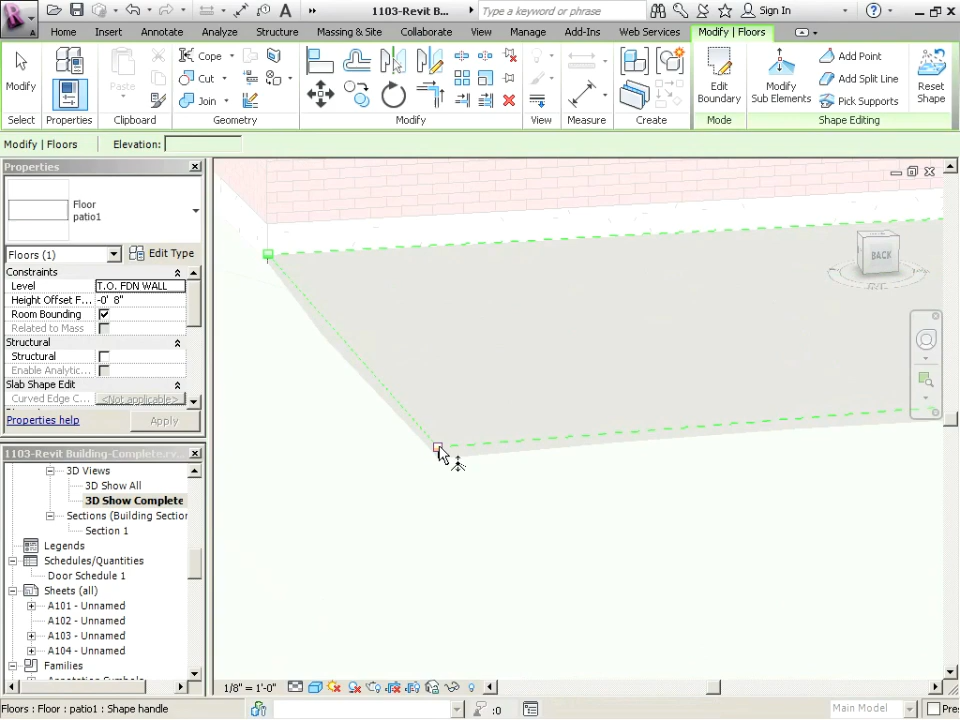 1103-Revit B...
Type a keyword or phrase
Sign In
Home
Insert
Annotate
Analyze
Structure
Massing & Site
Collaborate
View
Manage
Add-Ins
Web Services
Modify | Floors
Modify
Properties
Paste
Cope
Cut
Join
Edit
Boundary
Modify
Sub Elements
Add Point
Add Split Line
Pick Supports
Reset
Shape
Select
Properties
Clipboard
Geometry
Modify
View
Measure
Create
Mode
Shape Editing
Modify | Floors
Elevation:
Properties
Floor
patio1
Floors (1)
Edit Type
Constraints
Level
T.O. FDN WALL
Height Offset F...
-0' 8"
Room Bounding
Related to Mass
Structural
Structural
Enable Analytic...
Slab Shape Edit
Curved Edge C...
<Not applicable>
Properties help
Apply
1103-Revit Building-Complete.rv...
3D Views
3D Show All
3D Show Complete
Sections (Building Section
Section 1
Legends
Schedules/Quantities
Door Schedule 1
Sheets (all)
A101 - Unnamed
A102 - Unnamed
A103 - Unnamed
A104 - Unnamed
Families
Annotation Symbols
BACK
1/8" = 1'-0"
Floors : Floor : patio1 : Shape handle
:0
Main Model
Pre